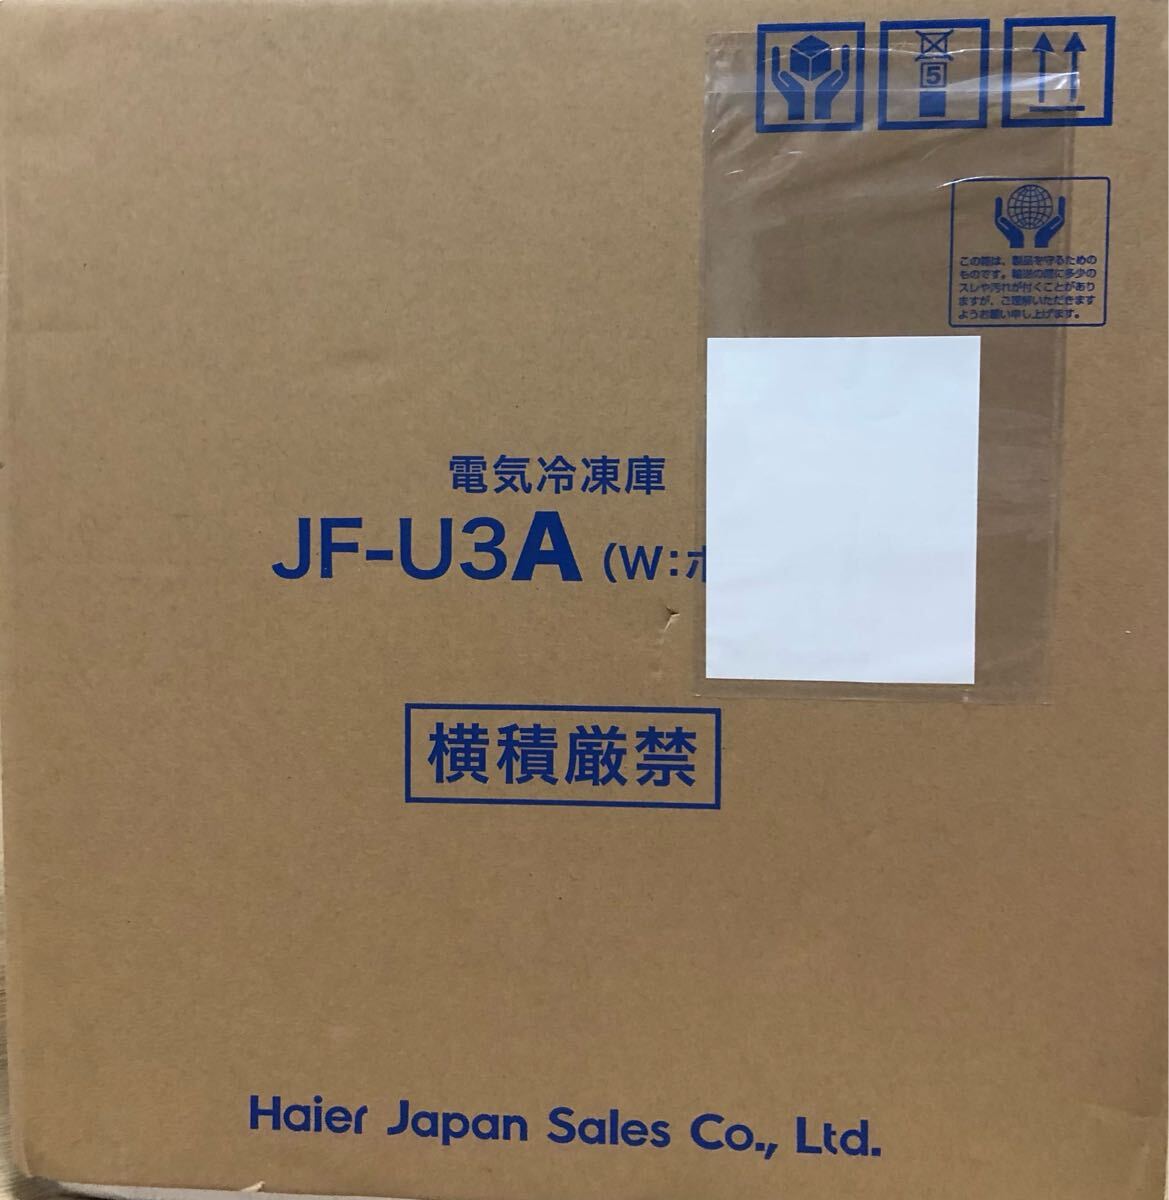 5
この箱は、製品を守るための
ものです。輸送の際に多少の
スレや汚れが付くことがあり
ますが、ご理解いただきます
ようお願い申し上げます。
電気冷凍庫
JF-U3A (W:ホ
横積厳禁
Haier Japan Sales Co., Ltd.